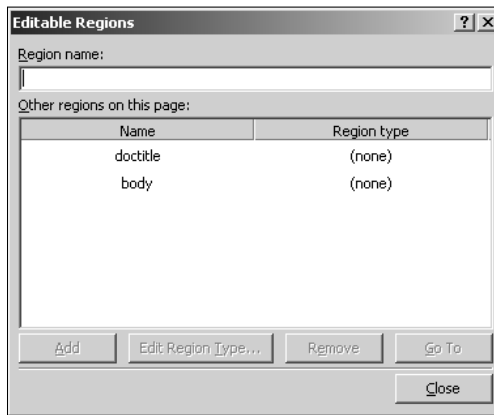 Editable Regions
Region name:
Other regions on this page:
Name Region type
doctitle (none)
body (none)
Add Edit Region Type... Remove Go To
Close